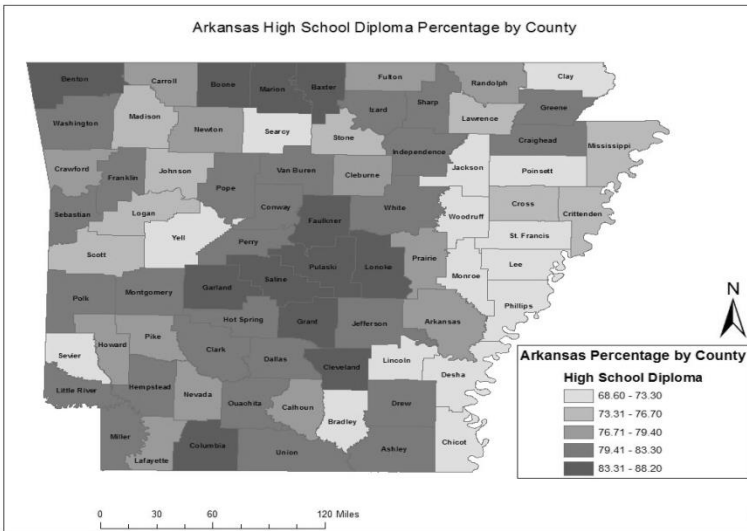 Arkansas High School Diploma Percentage by County
Benton
Carroll
Boone
Marion
Baxter
Fulton
Randolph
Clay
Izard
Sharp
Greene
Washington
Madison
Newton
Searcy
Stone
Lawrence
Craighead
Mississippi
Independence
Jackson
Poinsett
Crawford
Franklin
Johnson
Pope
Van Buren
Cleburne
Cross
Crittenden
Sebastian
Logan
Conway
Faulkner
White
Woodruff
St. Francis
Yell
Perry
Scott
Pulaski
Lonoke
Prairie
Monroe
Lee
Saline
Garland
Polk
Montgomery
Phillips
Hot Spring
Grant
Jefferson
Arkansas
Sevier
Howard
Pike
Clark
Dallas
Cleveland
Lincoln
Desha
Little River
Hempstead
Nevada
Ouachita
Calhoun
Bradley
Drew
Miller
Lafayette
Columbia
Union
Ashley
Chicot
N
Arkansas Percentage by County
High School Diploma
68.60 - 73.30
73.31 - 76.70
76.71 - 79.40
79.41 - 83.30
83.31 - 88.20
0 30 60 120 Miles